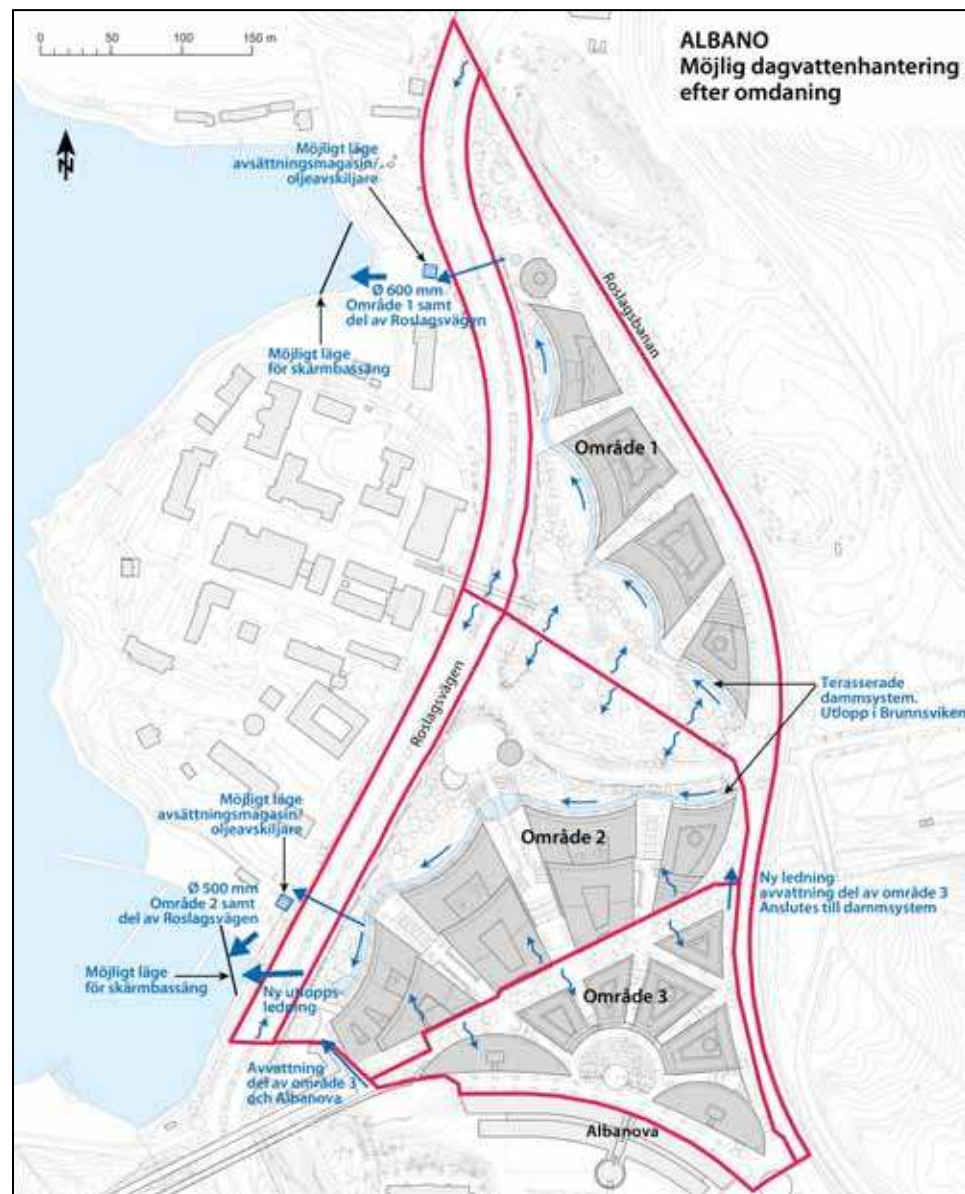 0 50 100 150 m
ALBANO
Möjlig dagvattenhantering
efter omdaning
N
Möjligt läge
avsättningsmagasin/
oljeavskiljare
Ø 600 mm
Område 1 samt
del av Roslagsvägen
Möjligt läge
för skärmbassäng
Roslagsbanan
Område 1
Roslagsvägen
Terasserade
dammsystem.
Utlopp i Brunnsviken
Möjligt läge
avsättningsmagasin/
oljeavskiljare
Område 2
Ø 500 mm
Område 2 samt
del av Roslagsvägen
Ny ledning
avvattning del av område 3
Anslutes till dammsystem
Möjligt läge
för skärmbassäng
Ny utlopps-
ledning
Område 3
Avvattning
del av område 3
och Albanova
Albanova